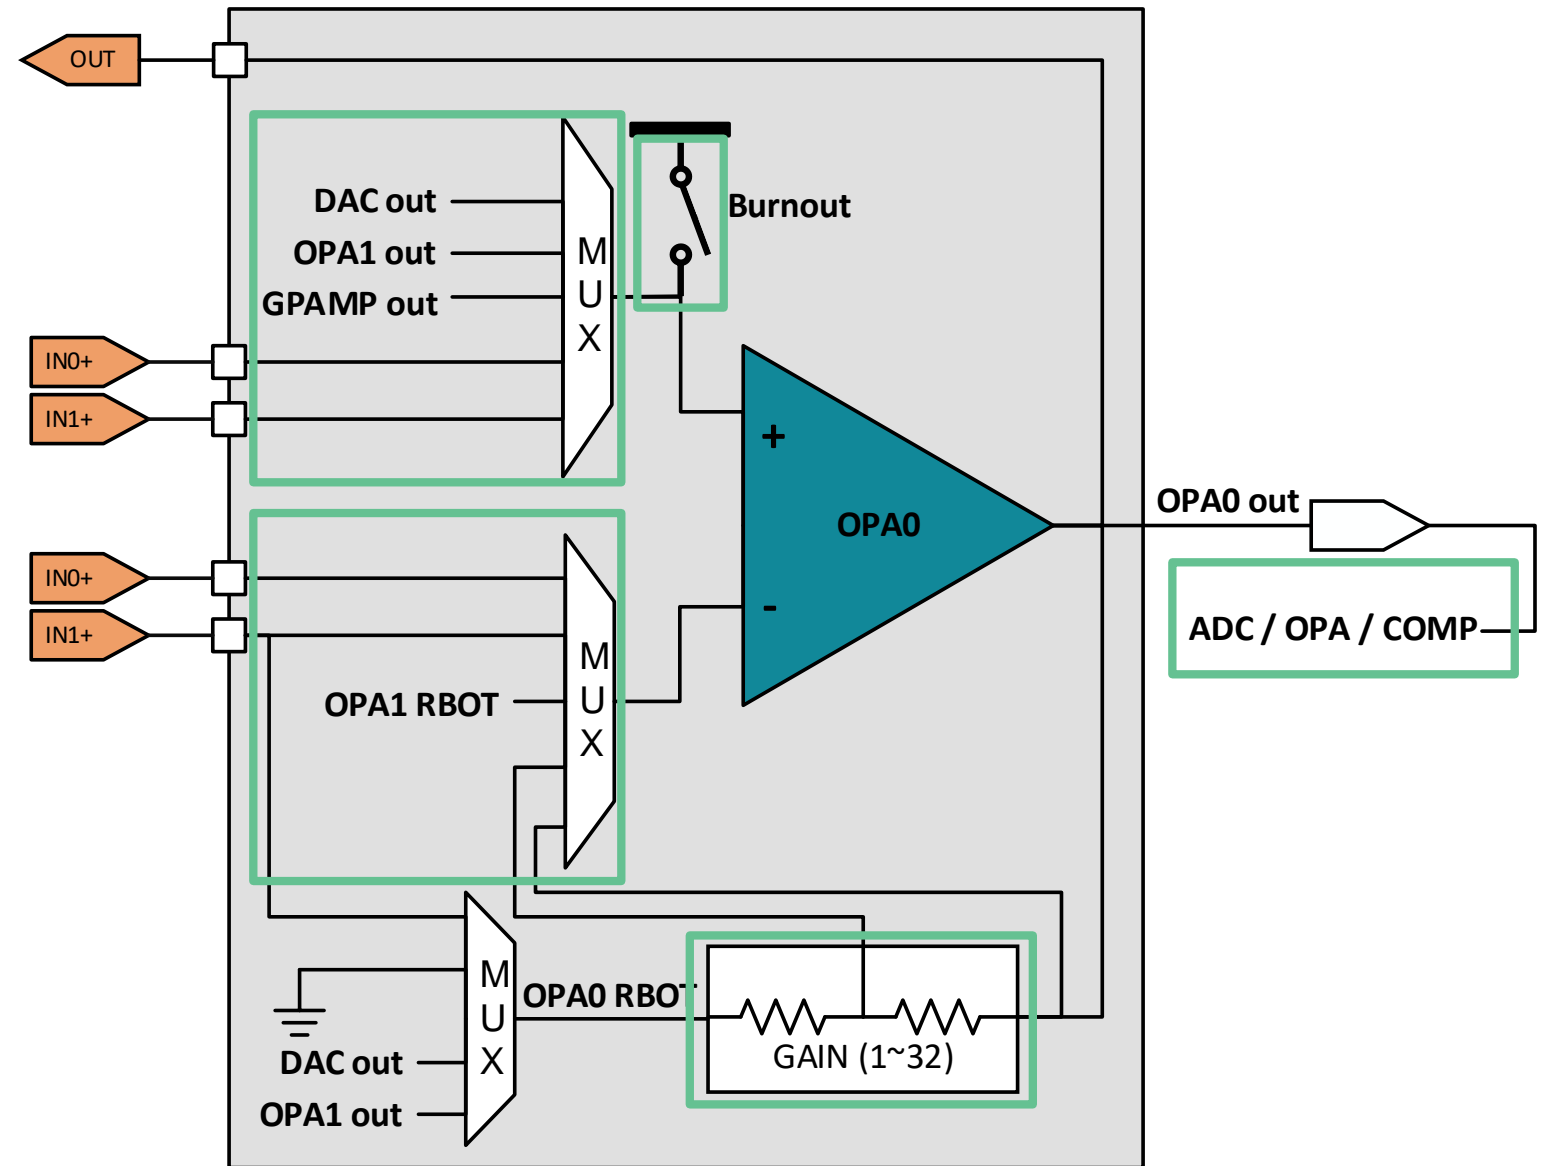 OUT
DAC out
OPA1 out
GPAMP out
M
U
X
Burnout
IN0+
IN1+
+
OPA0
-
OPA0 out
ADC / OPA / COMP
IN0+
IN1+
OPA1 RBOT
M
U
X
M
U
X
OPA0 RBOT
GAIN (1~32)
DAC out
OPA1 out